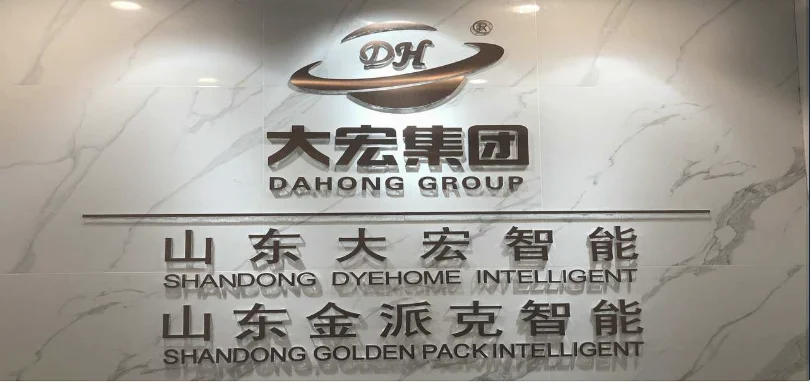 DH ®
大宏集团
DAHONG GROUP
山东大宏智能
SHANDONG DYEHOME INTELLIGENT
山东金派克智能
SHANDONG GOLDEN PACK INTELLIGENT